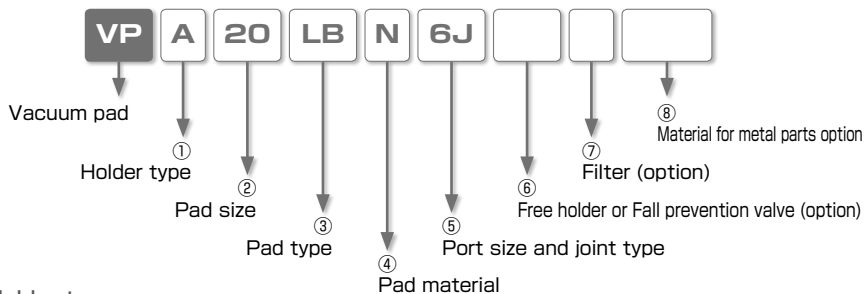 VP A 20 LB N 6J
Vacuum pad
①
Holder type
②
Pad size
③
Pad type
④
Pad material
⑤
Port size and joint type
⑥
Free holder or Fall prevention valve (option)
⑦
Filter (option)
⑧
Material for metal parts option